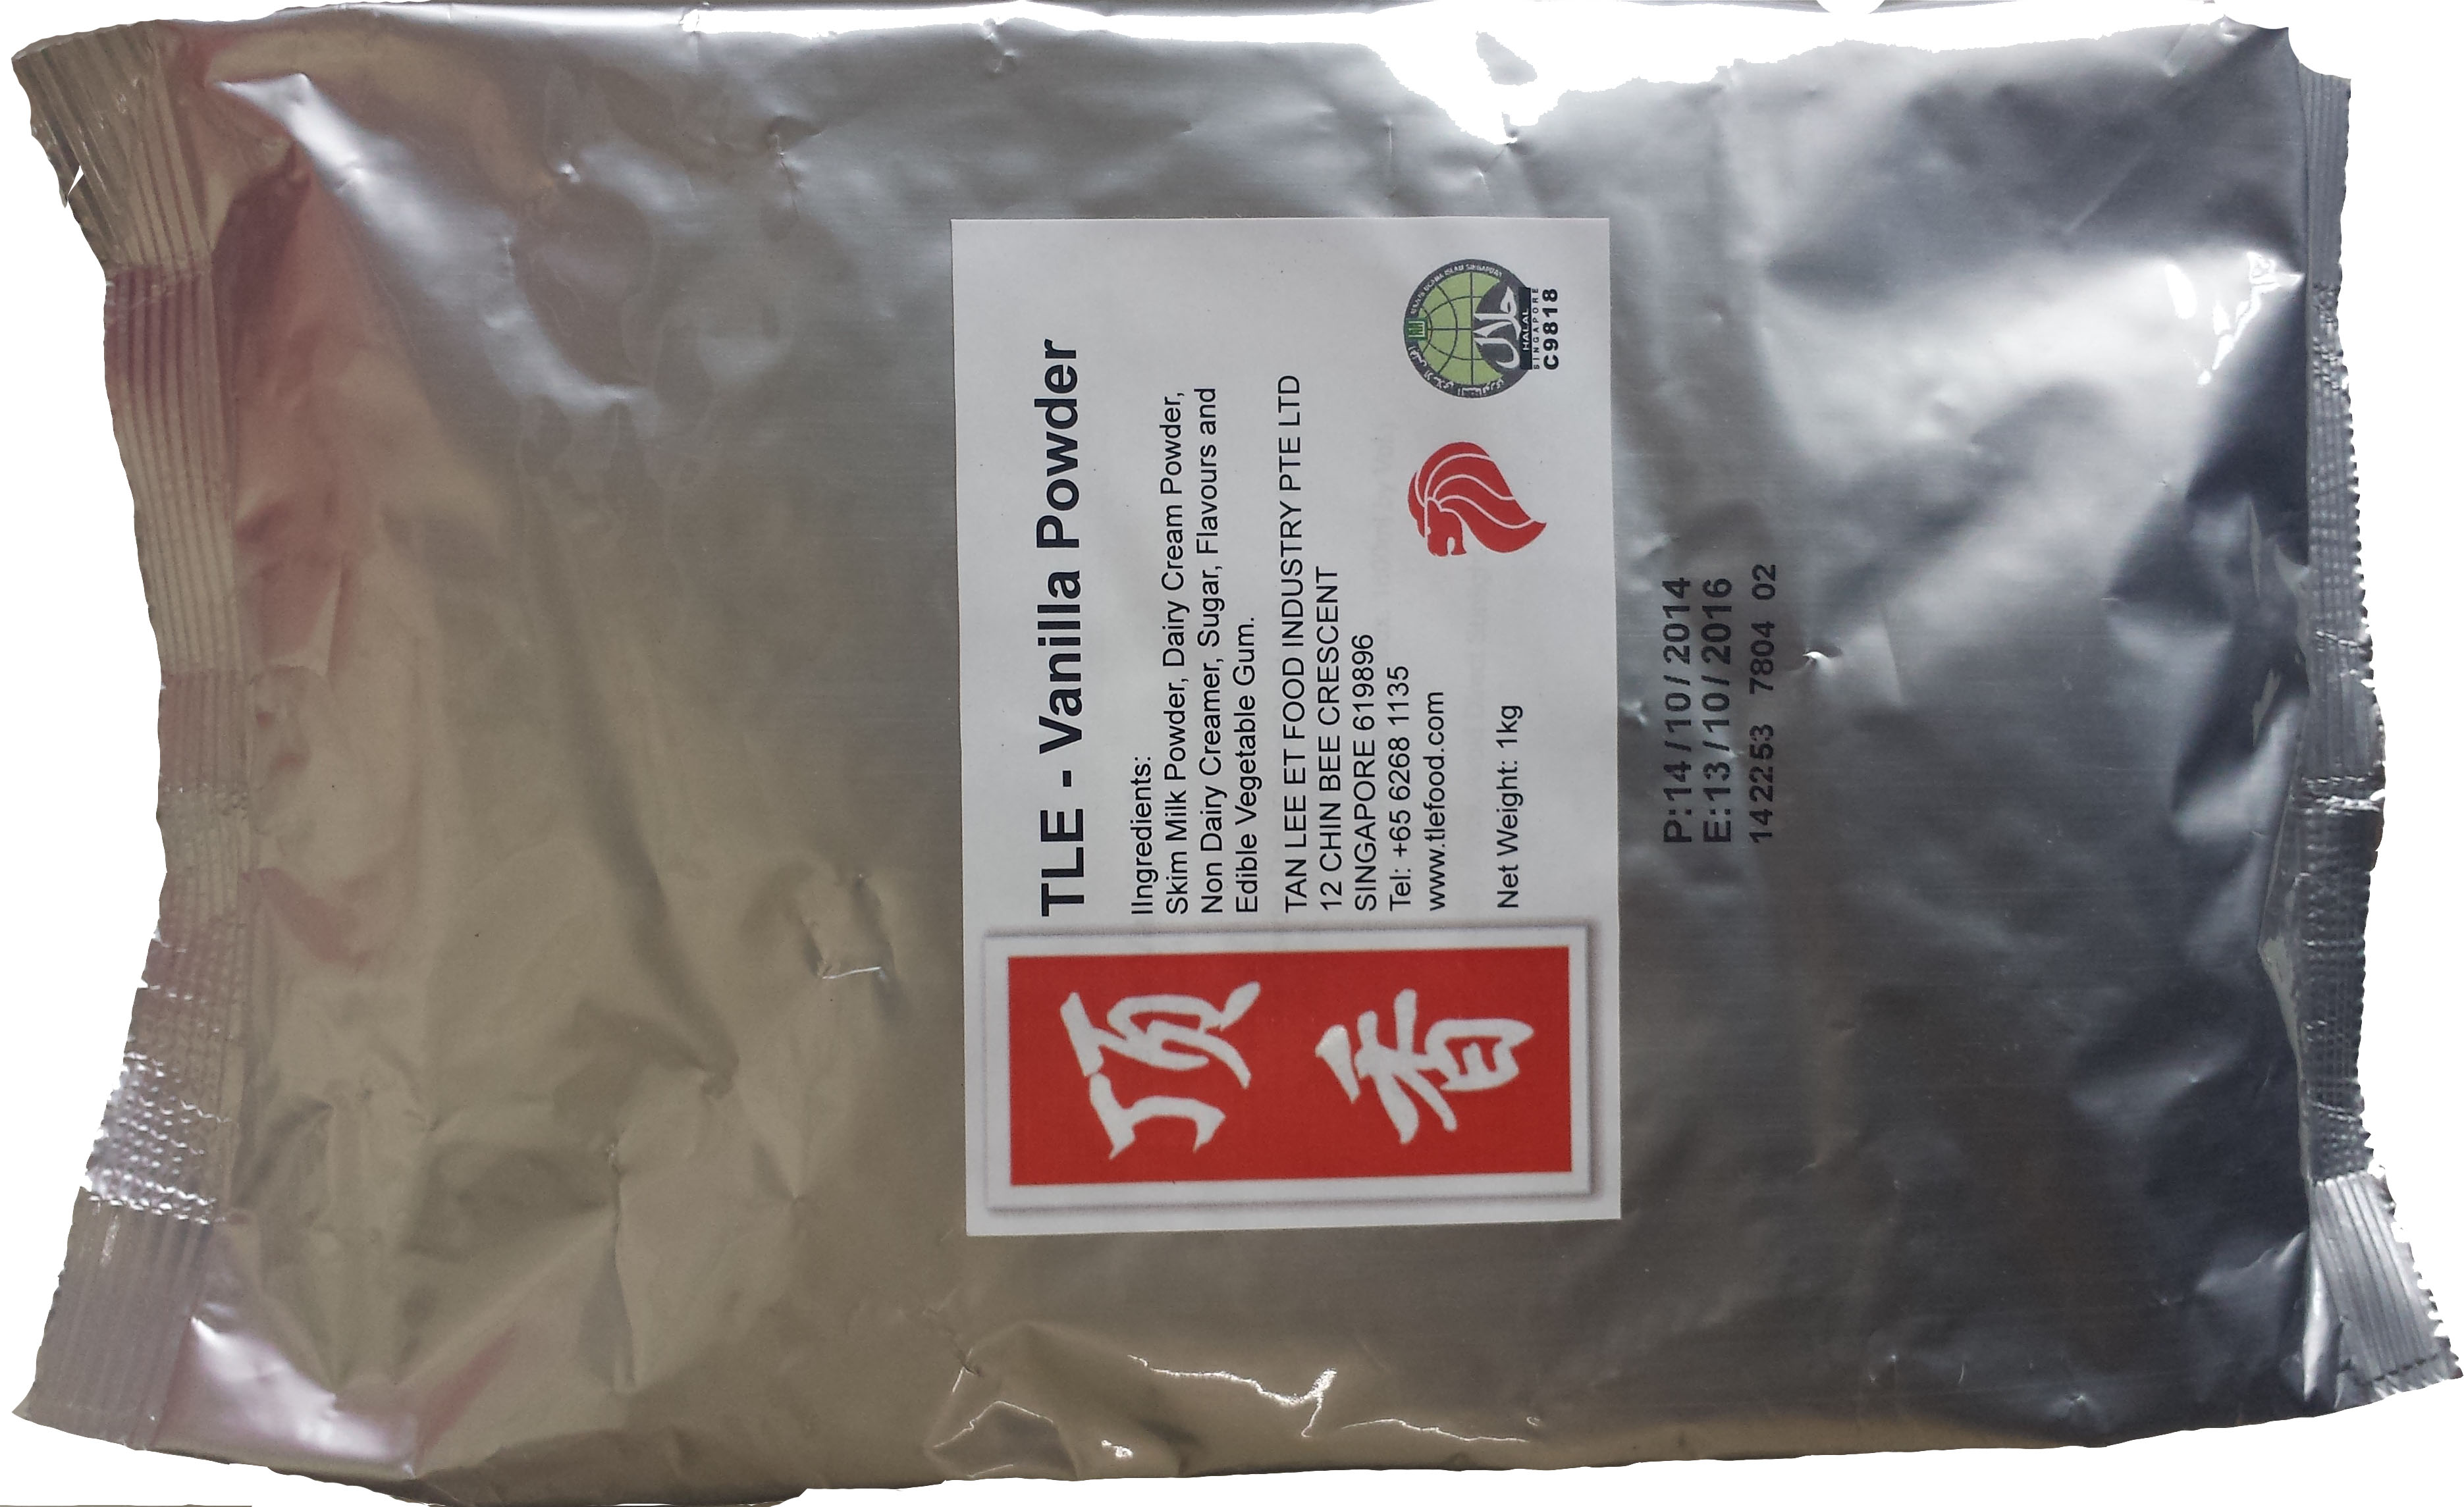 TLE - Vanilla Powder
IIngredients:
Skim Milk Powder, Dairy Cream Powder,
Non Dairy Creamer, Sugar, Flavours and
Edible Vegetable Gum.
TAN LEE ET FOOD INDUSTRY PTE LTD
12 CHIN BEE CRESCENT
SINGAPORE 619896
Tel: +65 6268 1135
www.tlefood.com
Net Weight: 1kg
顶香
حلال
HALAL
SINGAPORE
C9818
P:14/10/2014
E:13/10/2016
142253 7804 02